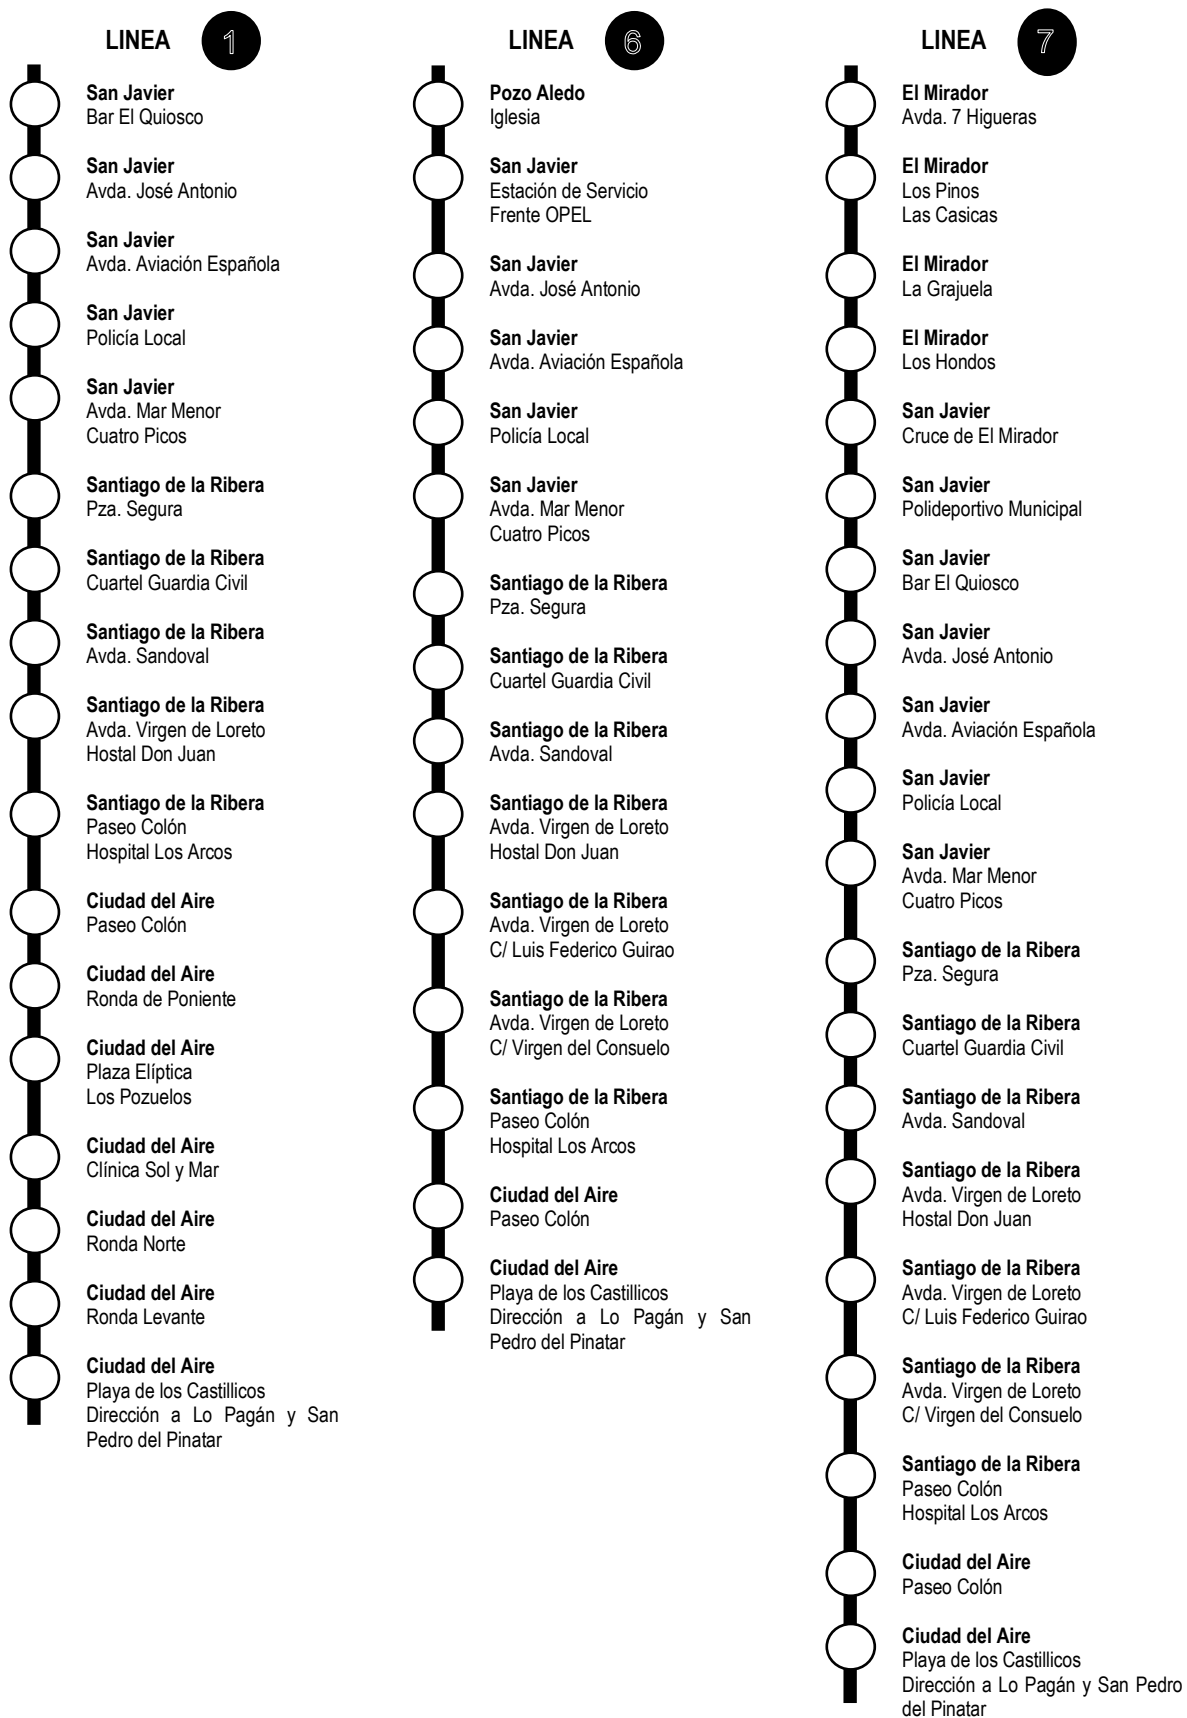 LINEA 1
San Javier
Bar El Quiosco
San Javier
Avda. José Antonio
San Javier
Avda. Aviación Española
San Javier
Policía Local
San Javier
Avda. Mar Menor
Cuatro Picos
Santiago de la Ribera
Pza. Segura
Santiago de la Ribera
Cuartel Guardia Civil
Santiago de la Ribera
Avda. Sandoval
Santiago de la Ribera
Avda. Virgen de Loreto
Hostal Don Juan
Santiago de la Ribera
Paseo Colón
Hospital Los Arcos
Ciudad del Aire
Paseo Colón
Ciudad del Aire
Ronda de Poniente
Ciudad del Aire
Plaza Elíptica
Los Pozuelos
Ciudad del Aire
Clínica Sol y Mar
Ciudad del Aire
Ronda Norte
Ciudad del Aire
Ronda Levante
Ciudad del Aire
Playa de los Castillicos
Dirección a Lo Pagán y San
Pedro del Pinatar
LINEA 6
Pozo Aledo
Iglesia
San Javier
Estación de Servicio
Frente OPEL
San Javier
Avda. José Antonio
San Javier
Avda. Aviación Española
San Javier
Policía Local
San Javier
Avda. Mar Menor
Cuatro Picos
Santiago de la Ribera
Pza. Segura
Santiago de la Ribera
Cuartel Guardia Civil
Santiago de la Ribera
Avda. Sandoval
Santiago de la Ribera
Avda. Virgen de Loreto
Hostal Don Juan
Santiago de la Ribera
Avda. Virgen de Loreto
C/ Luis Federico Guirao
Santiago de la Ribera
Avda. Virgen de Loreto
C/ Virgen del Consuelo
Santiago de la Ribera
Paseo Colón
Hospital Los Arcos
Ciudad del Aire
Paseo Colón
Ciudad del Aire
Playa de los Castillicos
Dirección a Lo Pagán y San
Pedro del Pinatar
LINEA 7
El Mirador
Avda. 7 Higueras
El Mirador
Los Pinos
Las Casicas
El Mirador
La Grajuela
El Mirador
Los Hondos
San Javier
Cruce de El Mirador
San Javier
Polideportivo Municipal
San Javier
Bar El Quiosco
San Javier
Avda. José Antonio
San Javier
Avda. Aviación Española
San Javier
Policía Local
San Javier
Avda. Mar Menor
Cuatro Picos
Santiago de la Ribera
Pza. Segura
Santiago de la Ribera
Cuartel Guardia Civil
Santiago de la Ribera
Avda. Sandoval
Santiago de la Ribera
Avda. Virgen de Loreto
Hostal Don Juan
Santiago de la Ribera
Avda. Virgen de Loreto
C/ Luis Federico Guirao
Santiago de la Ribera
Avda. Virgen de Loreto
C/ Virgen del Consuelo
Santiago de la Ribera
Paseo Colón
Hospital Los Arcos
Ciudad del Aire
Paseo Colón
Ciudad del Aire
Playa de los Castillicos
Dirección a Lo Pagán y San Pedro
del Pinatar